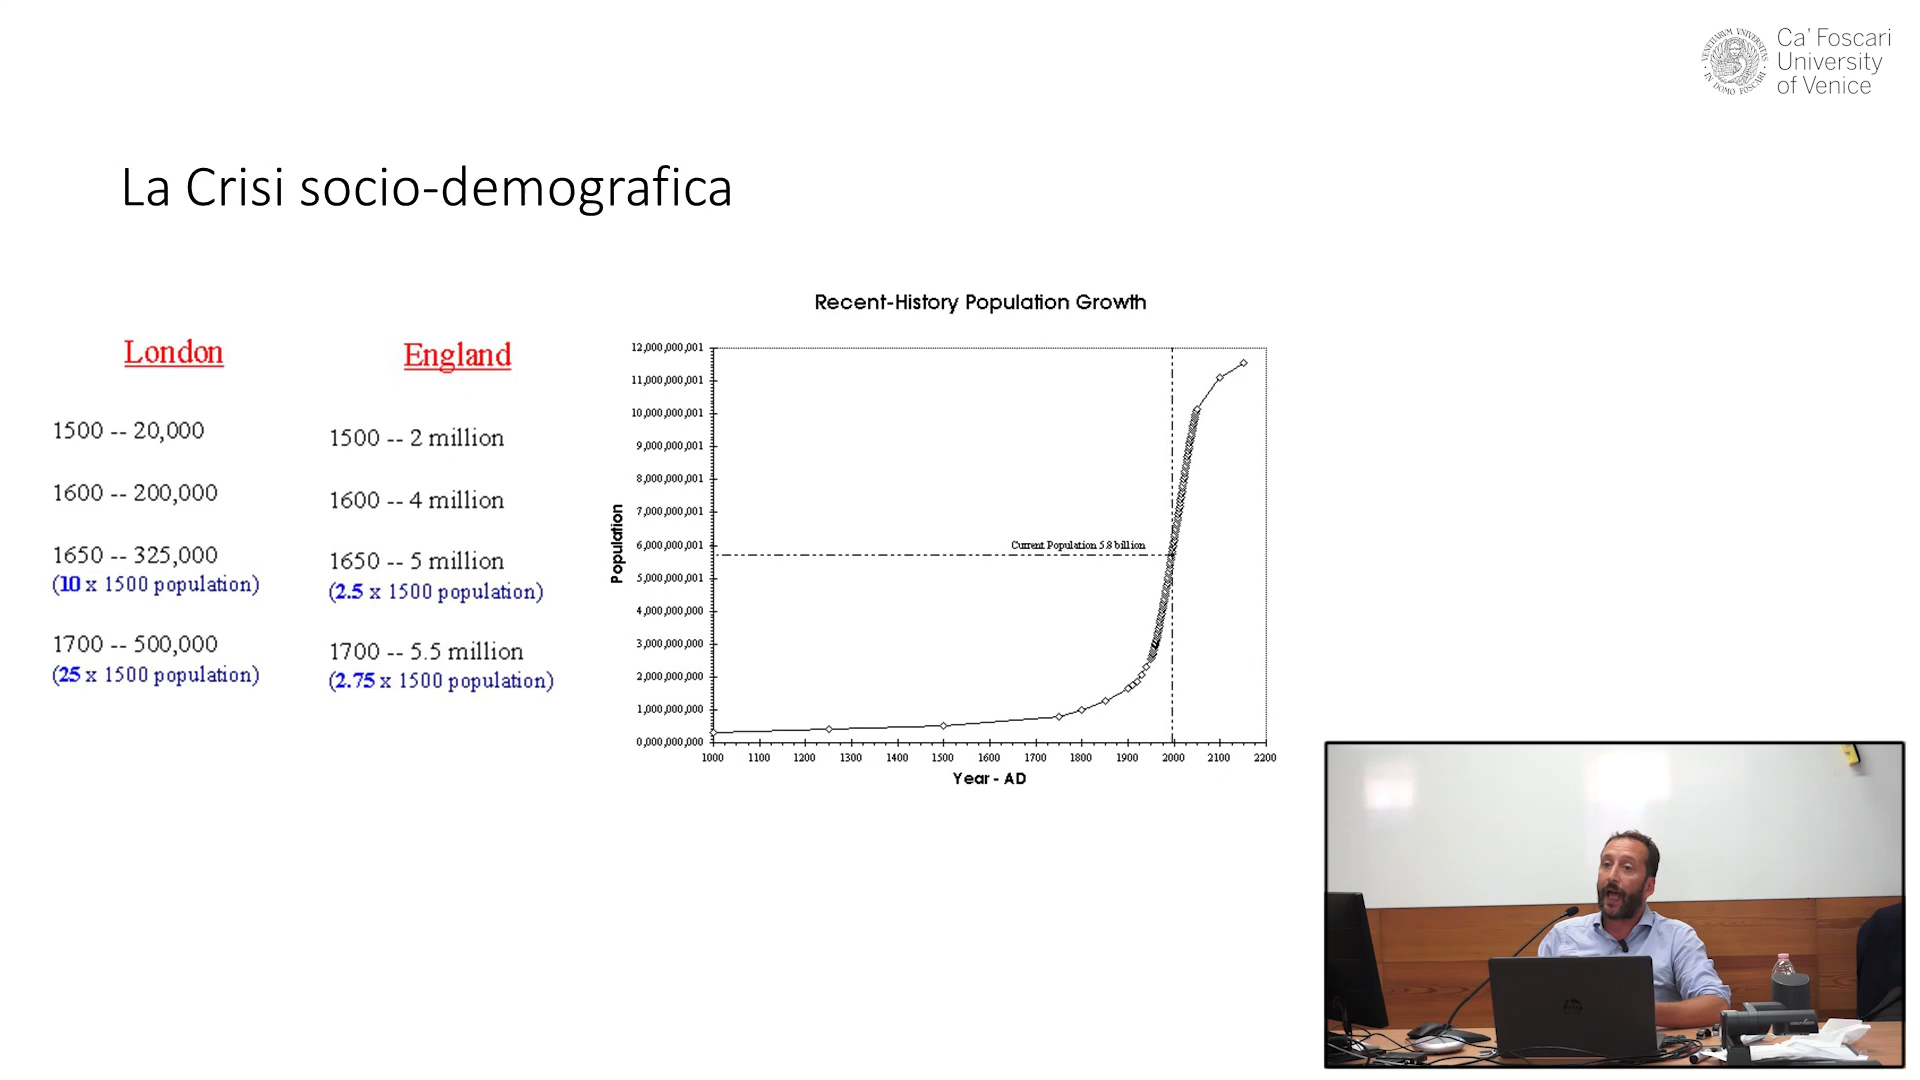 Ca' Foscari
University
of Venice
La Crisi socio-demografica
London
1500 -- 20,000
1600 -- 200,000
1650 -- 325,000
(10 x 1500 population)
1700 -- 500,000
(25 x 1500 population)
England
1500 -- 2 million
1600 -- 4 million
1650 -- 5 million
(2.5 x 1500 population)
1700 -- 5.5 million
(2.75 x 1500 population)
Recent-History Population Growth
12,000,000,001
11,000,000,001
10,000,000,001
9,000,000,001
8,000,000,001
7,000,000,001
6,000,000,001
5,000,000,001
4,000,000,000
3,000,000,000
2,000,000,000
1,000,000,000
0,000,000,000
Population
Current Population 5.8 billion
1000 1100 1200 1300 1400 1500 1600 1700 1800 1900 2000 2100 2200
Year - AD